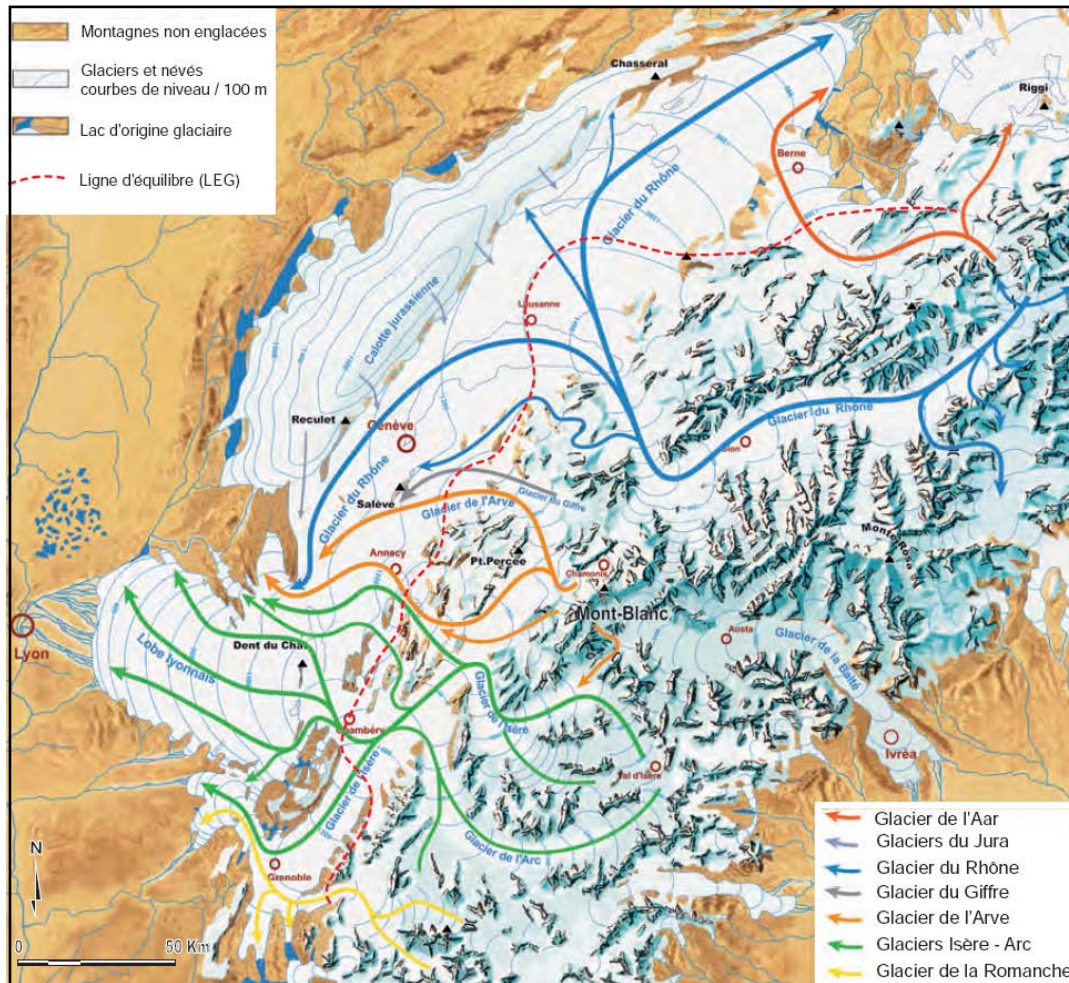 Montagnes non englacées
Glaciers et névés
courbes de niveau / 100 m
Lac d'origine glaciaire
Ligne d'équilibre (LEG)
Chasseral
Riggi
Berne
Glacier du Rhône
Lausanne
Calotte jurassienne
Reculet
Genève
Glacier du Rhône
Sion
Glacier du Rhône
Salève
Glacier de l'Arve
Glacier du Giffre
Annecy
Pt.Percée
Chamonix
Monte Rosa
Mont-Blanc
Aosta
Glacier de la Balté
Lyon
Lobe lyonnais
Dent du Chat
Glacier de l'Isère
Chambéry
Val d'Isère
Ivréa
Glacier de l'Isère
Glacier de l'Arc
Grenoble
N
0
50 Km
Glacier de l'Aar
Glaciers du Jura
Glacier du Rhône
Glacier du Giffre
Glacier de l'Arve
Glaciers Isère - Arc
Glacier de la Romanche